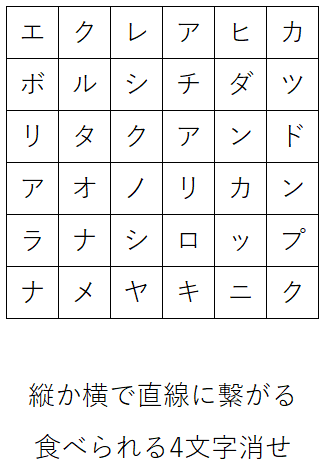 エクレアヒカ
ボルシチダツ
リタクアンド
アオノリカン
ラナシロップ
ナメヤキニク
縦か横で直線に繋がる
食べられる4文字消せ